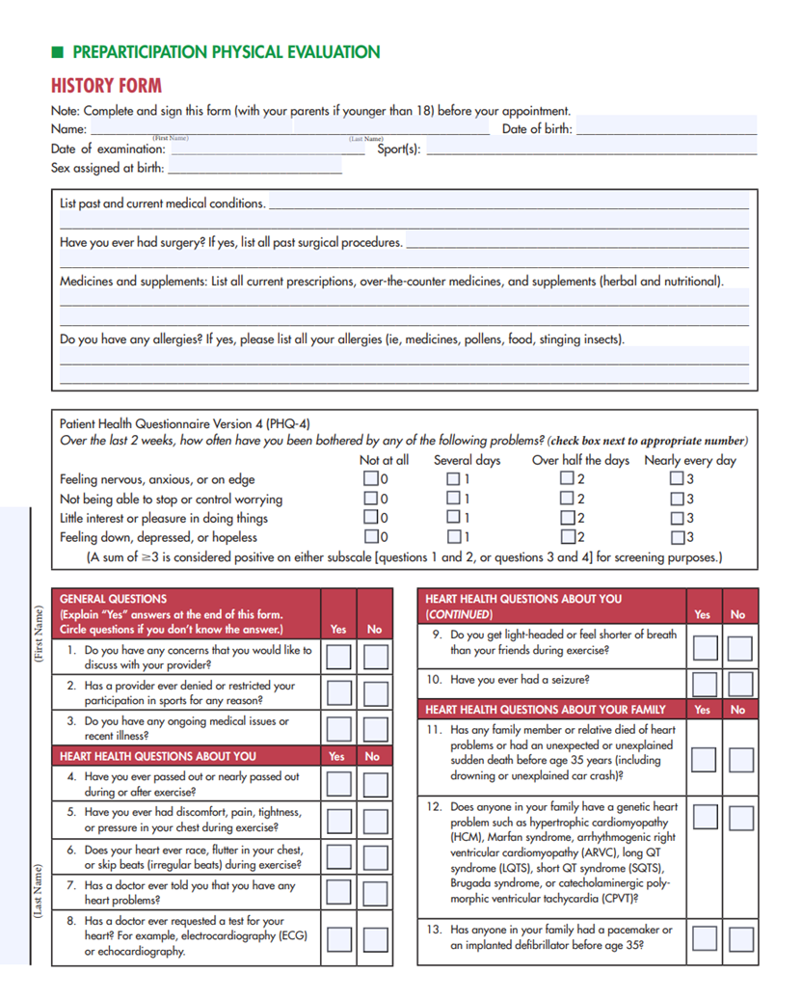 ■ PREPARTICIPATION PHYSICAL EVALUATION
HISTORY FORM
Note: Complete and sign this form (with your parents if younger than 18) before your appointment.
Name: Date of birth:
(First Name) (Last Name)
Date of examination: Sport(s):
Sex assigned at birth:
List past and current medical conditions.
Have you ever had surgery? If yes, list all past surgical procedures.
Medicines and supplements: List all current prescriptions, over-the-counter medicines, and supplements (herbal and nutritional).
Do you have any allergies? If yes, please list all your allergies (ie, medicines, pollens, food, stinging insects).
Patient Health Questionnaire Version 4 (PHQ-4)
Over the last 2 weeks, how often have you been bothered by any of the following problems? (check box next to appropriate number)
Not at all Several days Over half the days Nearly every day
Feeling nervous, anxious, or on edge 0 1 2 3
Not being able to stop or control worrying 0 1 2 3
Little interest or pleasure in doing things 0 1 2 3
Feeling down, depressed, or hopeless 0 1 2 3
(A sum of ≥3 is considered positive on either subscale [questions 1 and 2, or questions 3 and 4] for screening purposes.)
(First Name)
(Last Name)
GENERAL QUESTIONS
(Explain “Yes” answers at the end of this form.
Circle questions if you don’t know the answer.) Yes No
1. Do you have any concerns that you would like to
discuss with your provider?
2. Has a provider ever denied or restricted your
participation in sports for any reason?
3. Do you have any ongoing medical issues or
recent illness?
HEART HEALTH QUESTIONS ABOUT YOU Yes No
4. Have you ever passed out or nearly passed out
during or after exercise?
5. Have you ever had discomfort, pain, tightness,
or pressure in your chest during exercise?
6. Does your heart ever race, flutter in your chest,
or skip beats (irregular beats) during exercise?
7. Has a doctor ever told you that you have any
heart problems?
8. Has a doctor ever requested a test for your
heart? For example, electrocardiography (ECG)
or echocardiography.
HEART HEALTH QUESTIONS ABOUT YOU
(CONTINUED) Yes No
9. Do you get light-headed or feel shorter of breath
than your friends during exercise?
10. Have you ever had a seizure?
HEART HEALTH QUESTIONS ABOUT YOUR FAMILY Yes No
11. Has any family member or relative died of heart
problems or had an unexpected or unexplained
sudden death before age 35 years (including
drowning or unexplained car crash)?
12. Does anyone in your family have a genetic heart
problem such as hypertrophic cardiomyopathy
(HCM), Marfan syndrome, arrhythmogenic right
ventricular cardiomyopathy (ARVC), long QT
syndrome (LQTS), short QT syndrome (SQTS),
Brugada syndrome, or catecholaminergic poly-
morphic ventricular tachycardia (CPVT)?
13. Has anyone in your family had a pacemaker or
an implanted defibrillator before age 35?